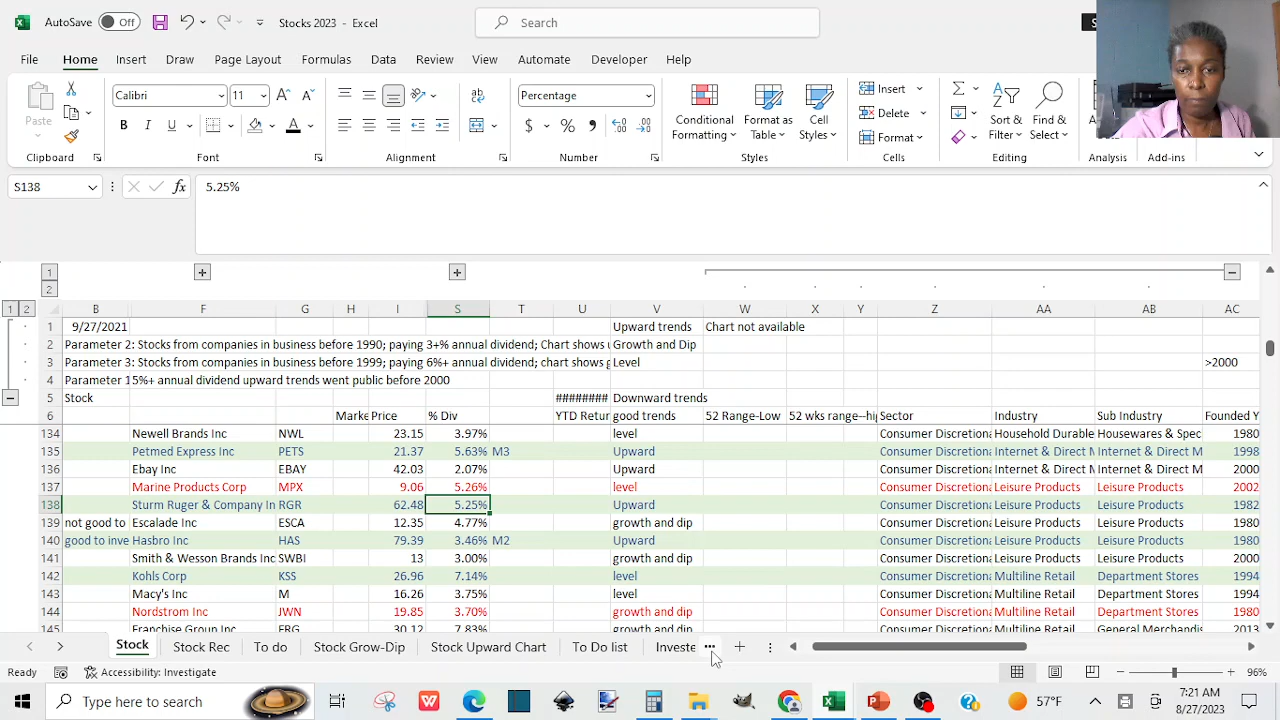 AutoSave Off Stocks 2023 - Excel Search
File Home Insert Draw Page Layout Formulas Data Review View Automate Developer Help
Paste Calibri 11 Percentage Conditional Formatting Format as Table Cell Styles Insert Delete Format Sort & Filter Find & Select
Clipboard Font Alignment Number Styles Cells Editing Analysis Add-ins
S138 fx 5.25%
1 2
1 2 B F G H I S T U V W X Y Z AA AB AC
1 9/27/2021 Upward trends Chart not available
2 Parameter 2: Stocks from companies in business before 1990; paying 3+% annual dividend; Chart shows Growth and Dip
3 Parameter 3: Stocks from companies in business before 1999; paying 6%+ annual dividend; Chart shows Level >2000
4 Parameter 15%+ annual dividend upward trends went public before 2000
5 Stock ######## Downward trends
6 Marke Price % Div YTD Retur good trends 52 Range-Low 52 wks range--hi Sector Industry Sub Industry Founded Y
134 Newell Brands Inc NWL 23.15 3.97% level Consumer Discretiona Household Durable Housewares & Spec 1980
135 Petmed Express Inc PETS 21.37 5.63% M3 Upward Consumer Discretiona Internet & Direct M Internet & Direct M 1998
136 Ebay Inc EBAY 42.03 2.07% Upward Consumer Discretiona Internet & Direct M Internet & Direct M 2000
137 Marine Products Corp MPX 9.06 5.26% level Consumer Discretiona Leisure Products Leisure Products 2002
138 Sturm Ruger & Company In RGR 62.48 5.25% Upward Consumer Discretiona Leisure Products Leisure Products 1982
139 not good to Escalade Inc ESCA 12.35 4.77% growth and dip Consumer Discretiona Leisure Products Leisure Products 1980
140 good to inve Hasbro Inc HAS 79.39 3.46% M2 Upward Consumer Discretiona Leisure Products Leisure Products 1980
141 Smith & Wesson Brands Inc SWBI 13 3.00% growth and dip Consumer Discretiona Leisure Products Leisure Products 2000
142 Kohls Corp KSS 26.96 7.14% level Consumer Discretiona Multiline Retail Department Stores 1994
143 Macy's Inc M 16.26 3.75% level Consumer Discretiona Multiline Retail Department Stores 1994
144 Nordstrom Inc JWN 19.85 3.70% growth and dip Consumer Discretiona Multiline Retail Department Stores 1980
145 Franchise Group Inc FRG 30.12 7.83% growth and dip Consumer Discretiona Multiline Retail General Merchandis 2013
Stock Stock Rec To do Stock Grow-Dip Stock Upward Chart To Do list Investe
Ready Accessibility: Investigate 96%
Type here to search 57°F 7:21 AM
8/27/2023